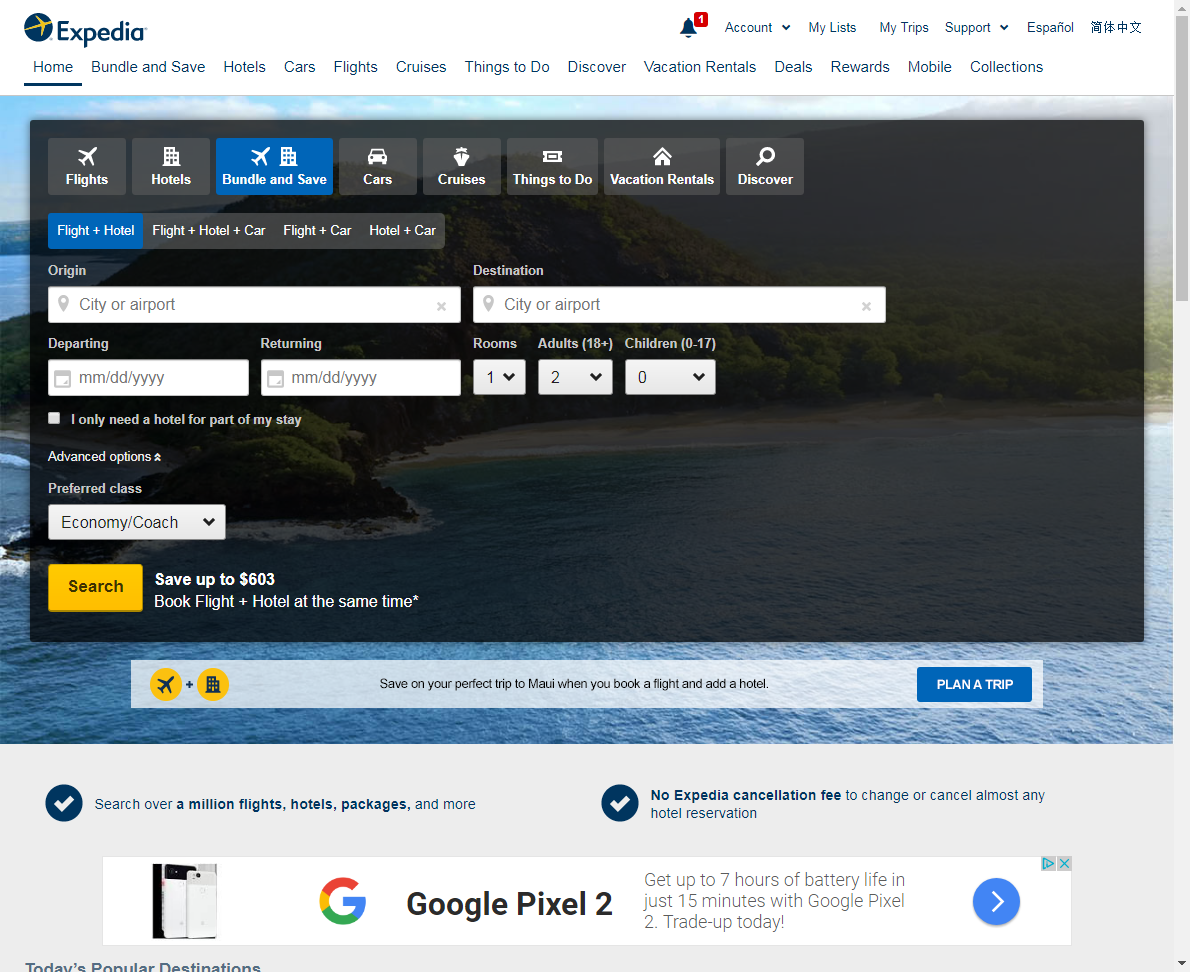 Expedia
1
Account
My Lists
My Trips
Support
Español
简体中文
Home
Bundle and Save
Hotels
Cars
Flights
Cruises
Things to Do
Discover
Vacation Rentals
Deals
Rewards
Mobile
Collections
Flights
Hotels
Bundle and Save
Cars
Cruises
Things to Do
Vacation Rentals
Discover
Flight + Hotel
Flight + Hotel + Car
Flight + Car
Hotel + Car
Origin
Destination
City or airport
City or airport
Departing
Returning
Rooms
Adults (18+)
Children (0-17)
mm/dd/yyyy
mm/dd/yyyy
1
2
0
I only need a hotel for part of my stay
Advanced options
Preferred class
Economy/Coach
Search
Save up to $603
Book Flight + Hotel at the same time*
+
Save on your perfect trip to Maui when you book a flight and add a hotel.
PLAN A TRIP
Search over a million flights, hotels, packages, and more
No Expedia cancellation fee to change or cancel almost any
hotel reservation
Google Pixel 2
Get up to 7 hours of battery life in
just 15 minutes with Google Pixel
2. Trade-up today!
Today's Popular Destinations